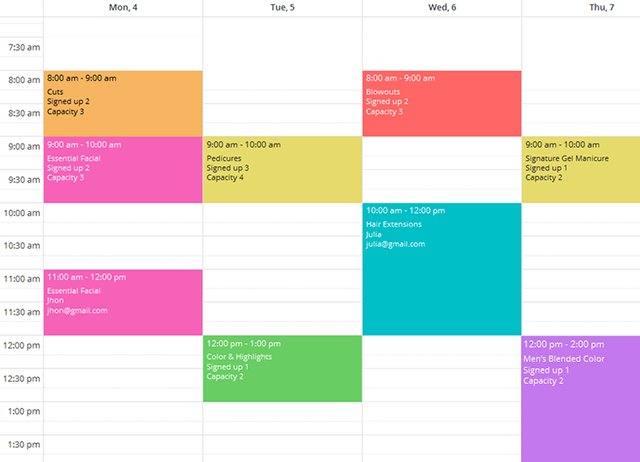 Mon, 4
Tue, 5
Wed, 6
Thu, 7
7:30 am
8:00 am
8:30 am
9:00 am
9:30 am
10:00 am
10:30 am
11:00 am
11:30 am
12:00 pm
12:30 pm
1:00 pm
1:30 pm
8:00 am - 9:00 am
Cuts
Signed up 2
Capacity 3
9:00 am - 10:00 am
Essential Facial
Signed up 2
Capacity 3
11:00 am - 12:00 pm
Essential Facial
Jhon
jhon@gmail.com
9:00 am - 10:00 am
Pedicures
Signed up 3
Capacity 4
12:00 pm - 1:00 pm
Color & Highlights
Signed up 1
Capacity 2
8:00 am - 9:00 am
Blowouts
Signed up 2
Capacity 3
10:00 am - 12:00 pm
Hair Extensions
Julia
julia@gmail.com
9:00 am - 10:00 am
Signature Gel Manicure
Signed up 1
Capacity 2
12:00 pm - 2:00 pm
Men's Blended Color
Signed up 1
Capacity 2